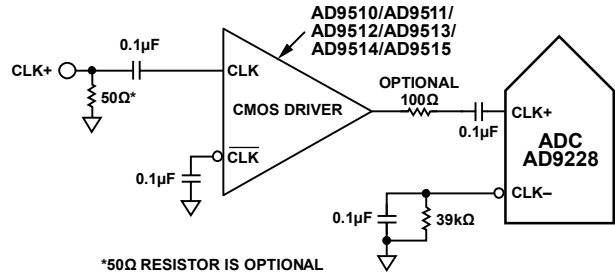 AD9510/AD9511/
AD9512/AD9513/
AD9514/AD9515
0.1µF
CLK+
50Ω*
CLK
CMOS DRIVER
CLK
0.1µF
OPTIONAL
100Ω
0.1µF
CLK+
ADC
AD9228
CLK–
0.1µF
39kΩ
*50Ω RESISTOR IS OPTIONAL